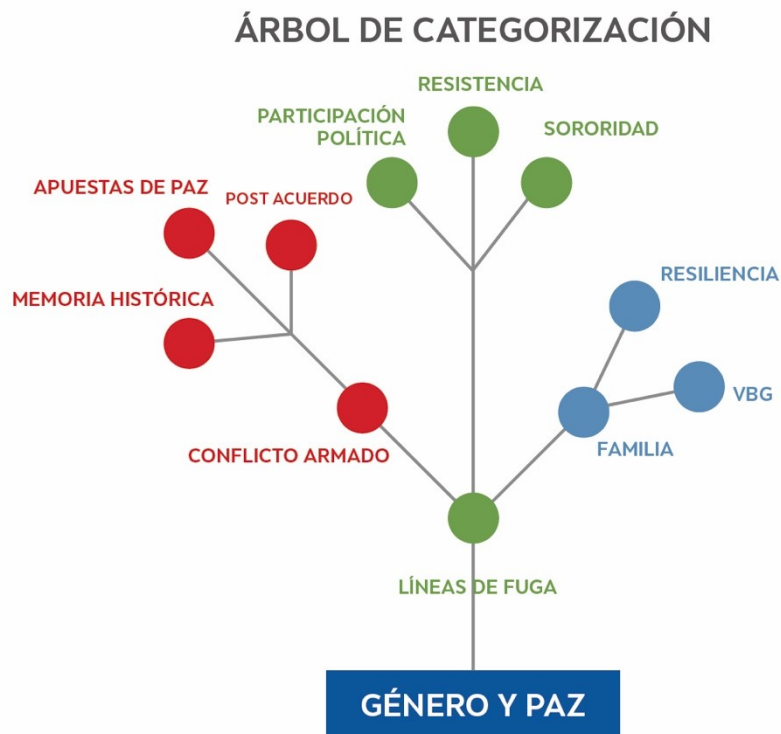 ÁRBOL DE CATEGORIZACIÓN
RESISTENCIA
PARTICIPACIÓN
POLÍTICA
SORORIDAD
APUESTAS DE PAZ
POST ACUERDO
MEMORIA HISTÓRICA
RESILIENCIA
VBG
FAMILIA
CONFLICTO ARMADO
LÍNEAS DE FUGA
GÉNERO Y PAZ